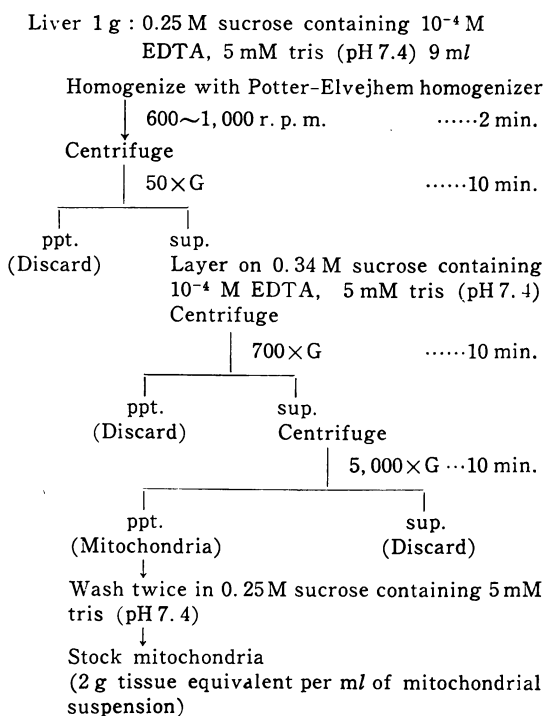 Liver 1 g : 0.25 M sucrose containing 10⁻⁴ M
EDTA, 5 mM tris (pH 7.4) 9 ml
Homogenize with Potter-Elvejhem homogenizer
600~1,000 r. p. m. ······2 min.
Centrifuge
50×G ······10 min.
ppt. sup.
(Discard) Layer on 0.34 M sucrose containing
10⁻⁴ M EDTA, 5 mM tris (pH 7.4)
Centrifuge
700×G ······10 min.
ppt. sup.
(Discard) Centrifuge
5,000×G ···10 min.
ppt. sup.
(Mitochondria) (Discard)
Wash twice in 0.25 M sucrose containing 5 mM
tris (pH 7.4)
Stock mitochondria
(2 g tissue equivalent per ml of mitochondrial
suspension)